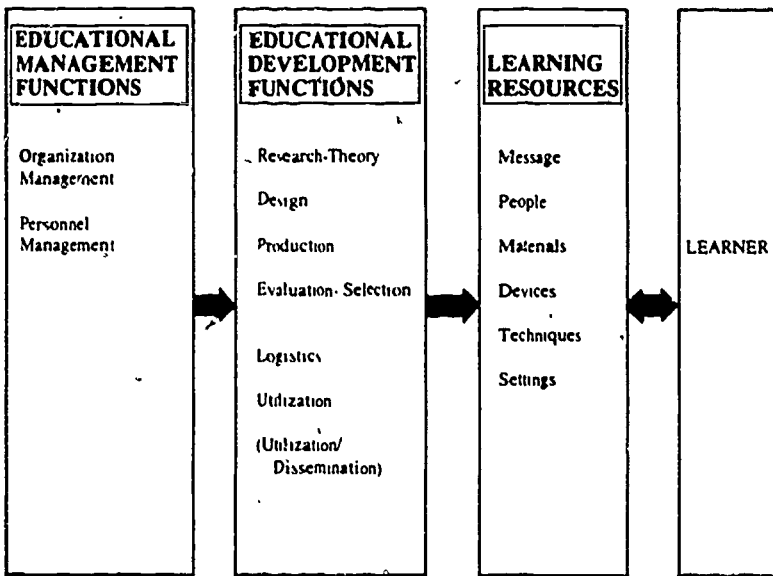 EDUCATIONAL
MANAGEMENT
FUNCTIONS
Organization
Management
Personnel
Management
EDUCATIONAL
DEVELOPMENT
FUNCTIONS
Research-Theory
Design
Production
Evaluation- Selection
Logistics
Utilization
(Utilization/
Dissemination)
LEARNING
RESOURCES
Message
People
Materials
Devices
Techniques
Settings
LEARNER